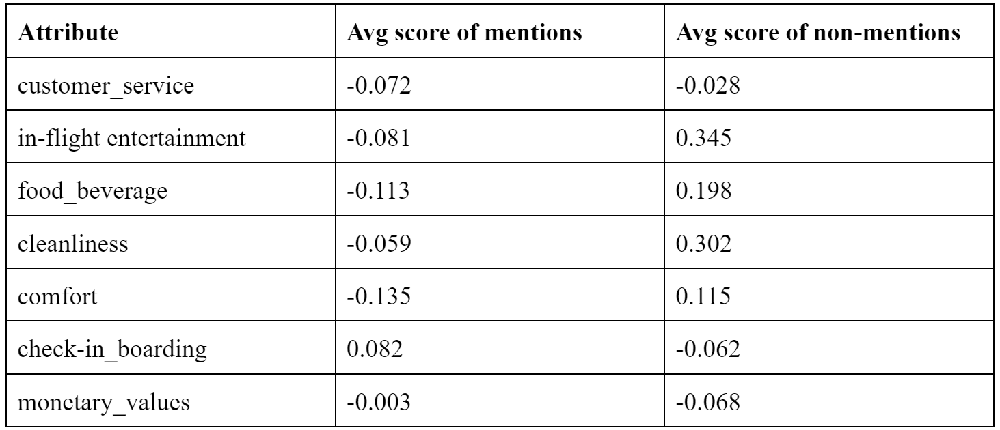 Attribute Avg score of mentions Avg score of non-mentions
customer_service -0.072 -0.028
in-flight entertainment -0.081 0.345
food_beverage -0.113 0.198
cleanliness -0.059 0.302
comfort -0.135 0.115
check-in_boarding 0.082 -0.062
monetary_values -0.003 -0.068